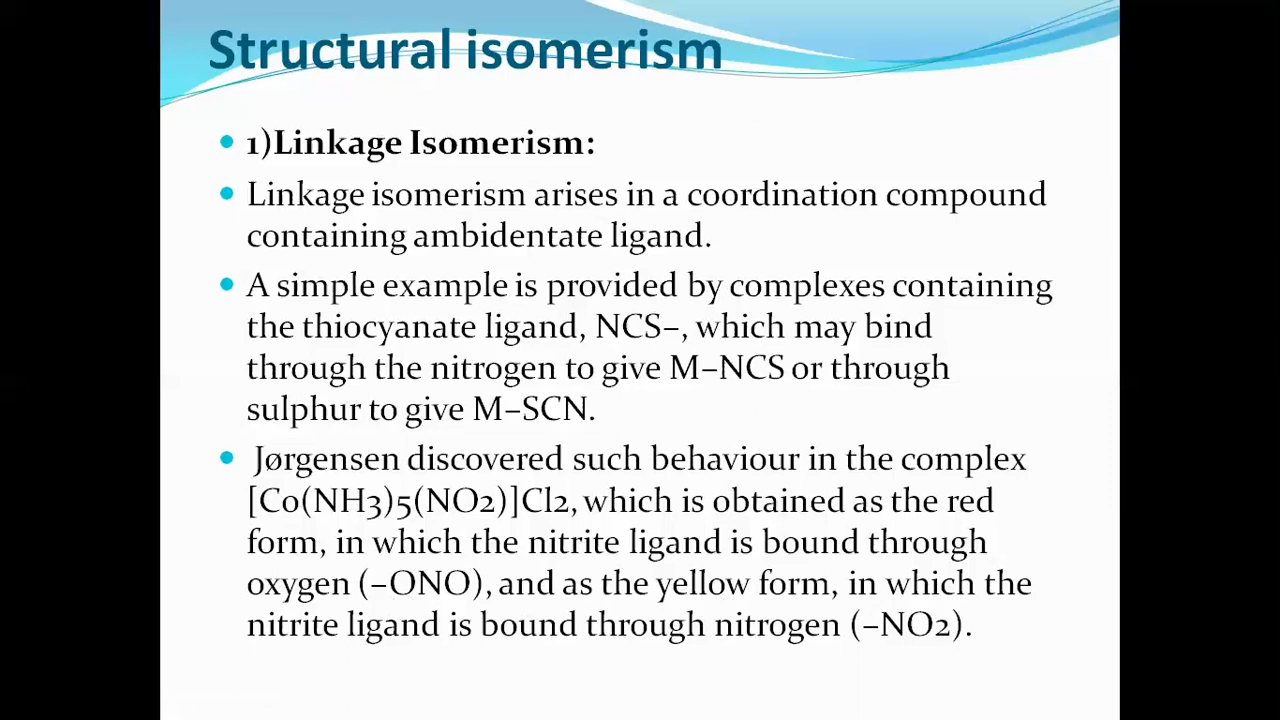 Structural isomerism
• 1)Linkage Isomerism:
• Linkage isomerism arises in a coordination compound
containing ambidentate ligand.
• A simple example is provided by complexes containing
the thiocyanate ligand, NCS–, which may bind
through the nitrogen to give M–NCS or through
sulphur to give M–SCN.
• Jørgensen discovered such behaviour in the complex
[Co(NH3)5(NO2)]Cl2, which is obtained as the red
form, in which the nitrite ligand is bound through
oxygen (–ONO), and as the yellow form, in which the
nitrite ligand is bound through nitrogen (–NO2).